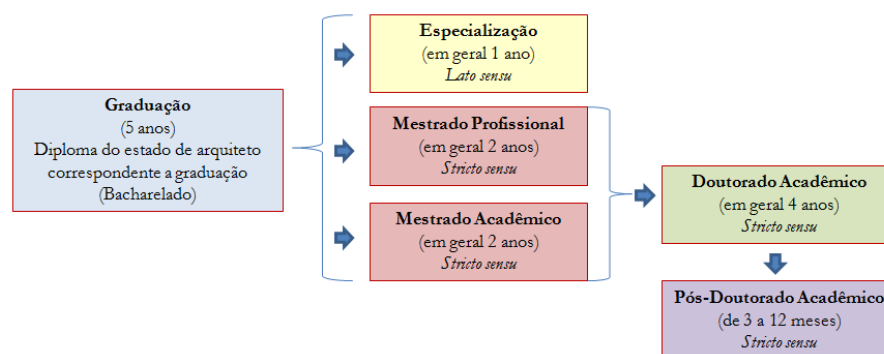 Graduação
(5 anos)
Diploma do estado de arquiteto
correspondente a graduação
(Bacharelado)
Especialização
(em geral 1 ano)
Lato sensu
Mestrado Profissional
(em geral 2 anos)
Stricto sensu
Mestrado Acadêmico
(em geral 2 anos)
Stricto sensu
Doutorado Acadêmico
(em geral 4 anos)
Stricto sensu
Pós-Doutorado Acadêmico
(de 3 a 12 meses)
Stricto sensu